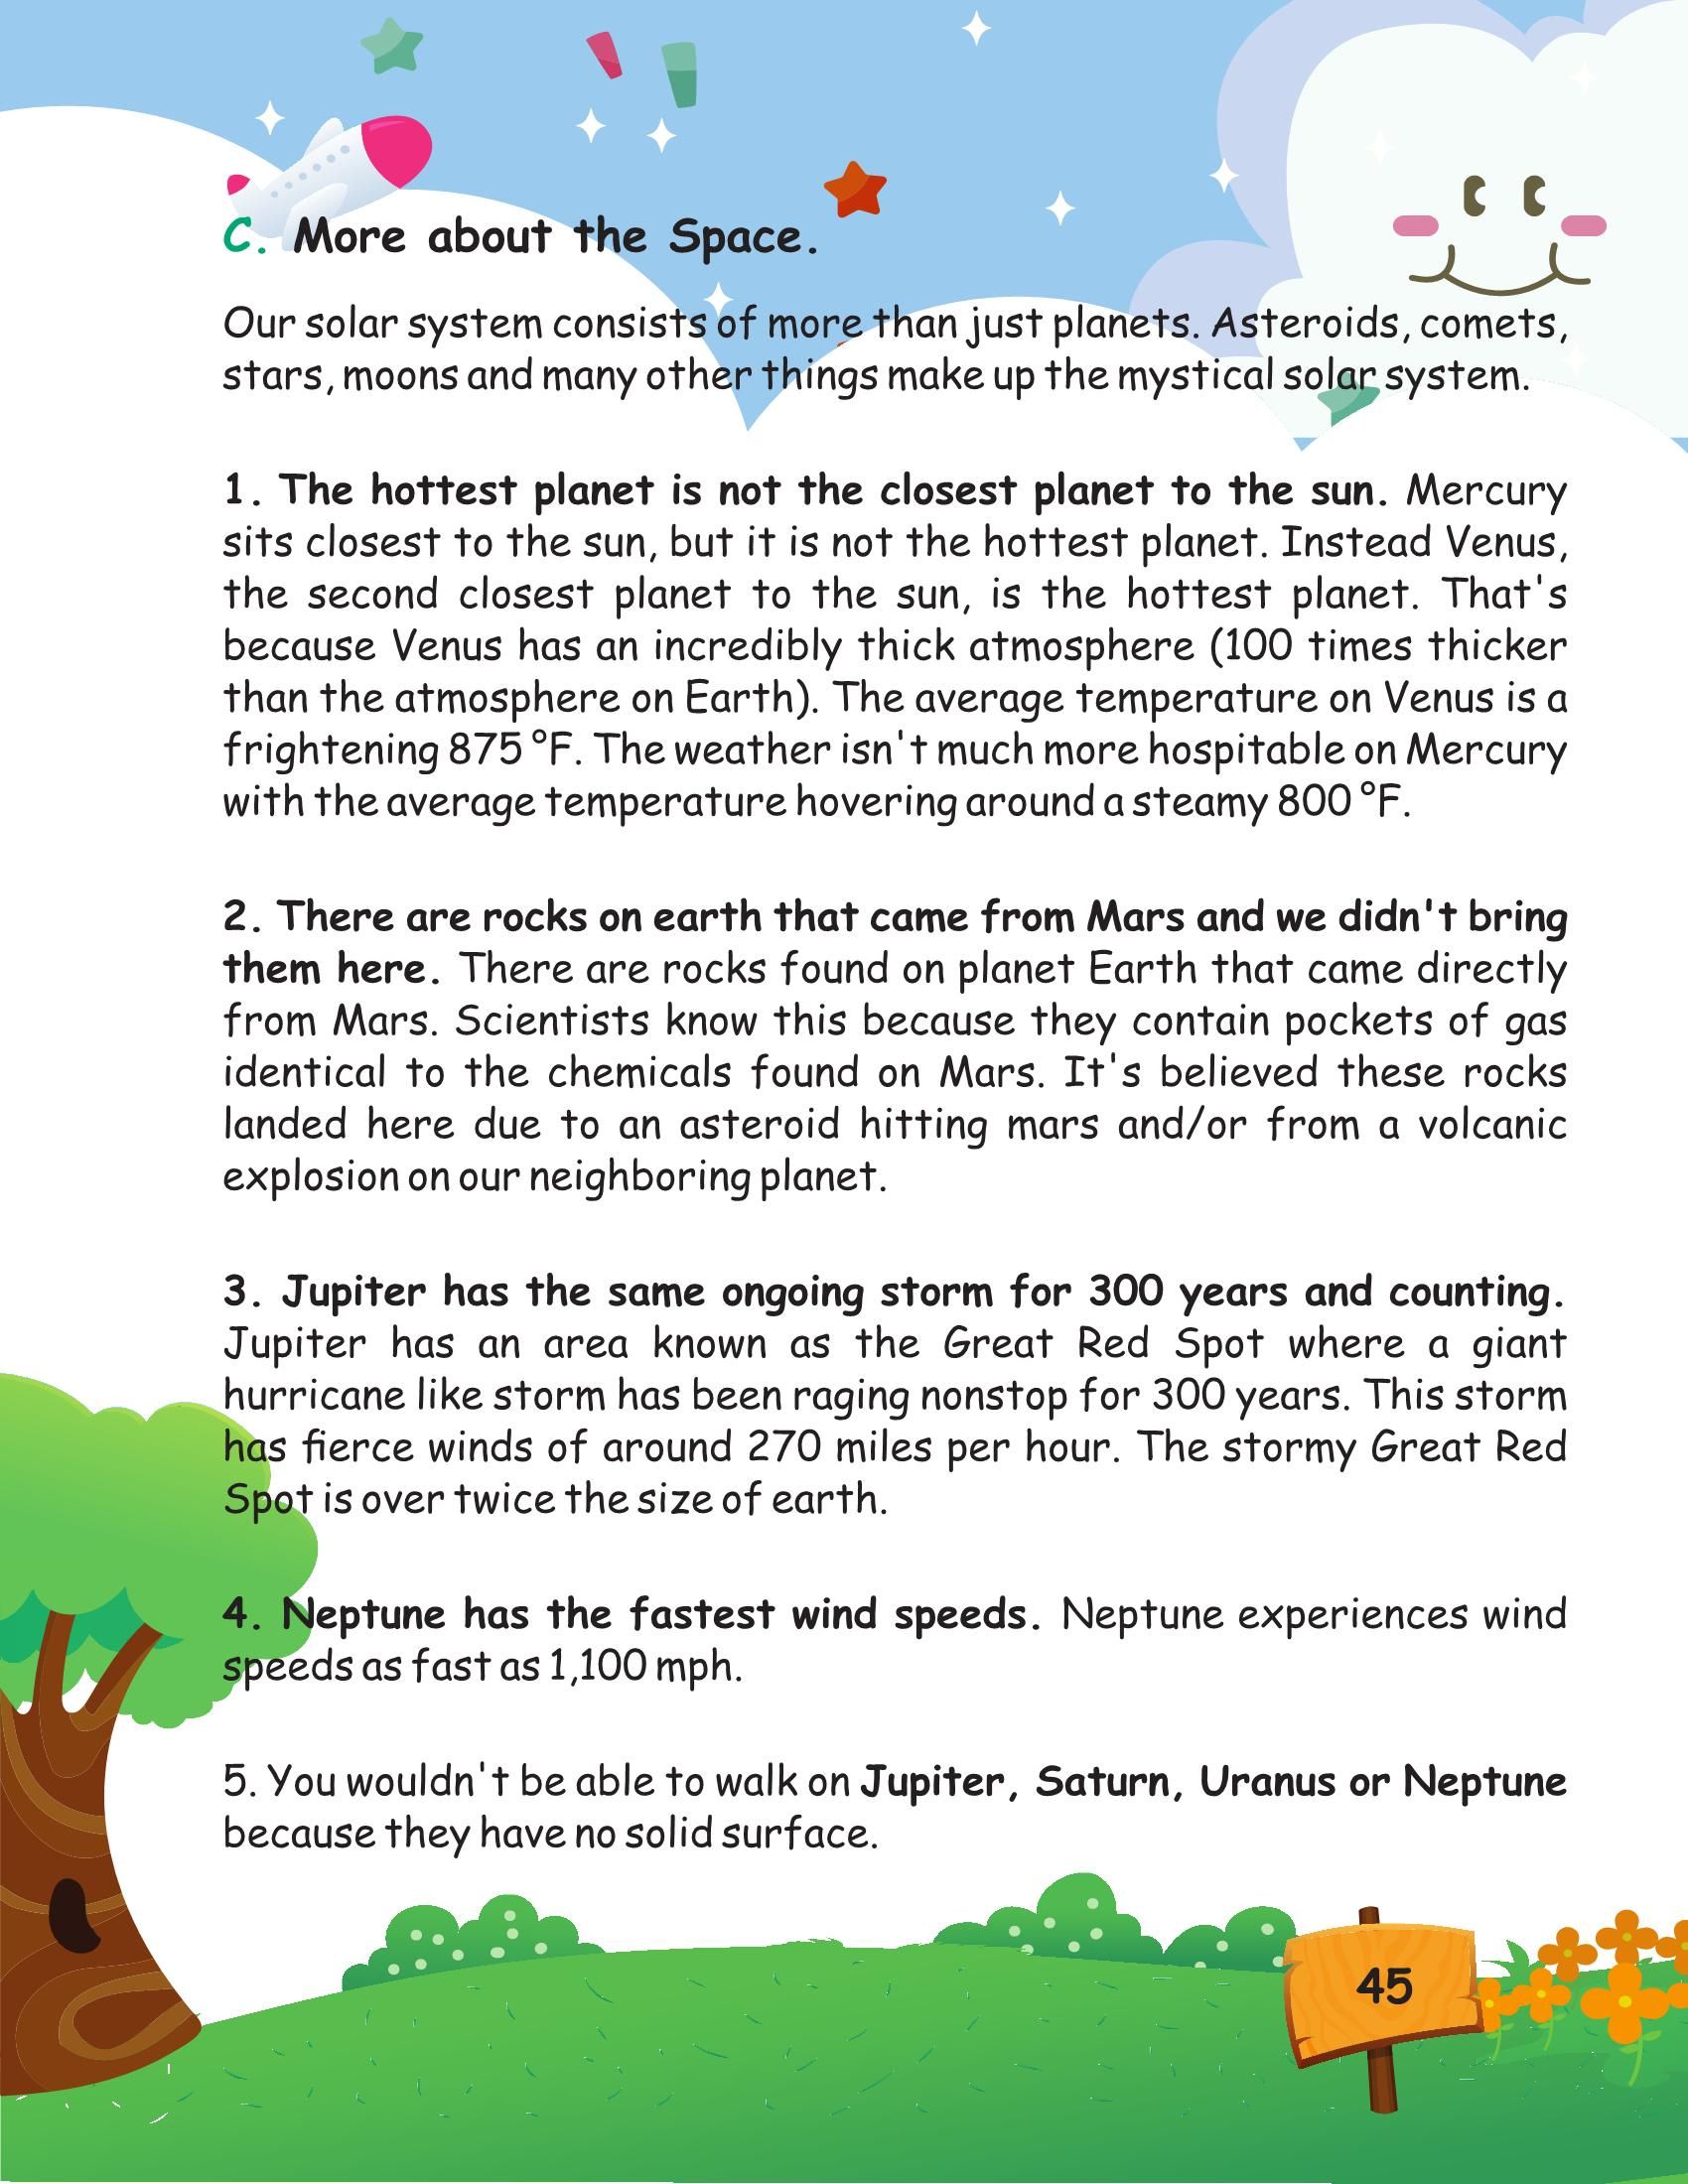 C. More about the Space.
Our solar system consists of more than just planets. Asteroids, comets,
stars, moons and many other things make up the mystical solar system.
1. The hottest planet is not the closest planet to the sun. Mercury
sits closest to the sun, but it is not the hottest planet. Instead Venus,
the second closest planet to the sun, is the hottest planet. That's
because Venus has an incredibly thick atmosphere (100 times thicker
than the atmosphere on Earth). The average temperature on Venus is a
frightening 875 °F. The weather isn't much more hospitable on Mercury
with the average temperature hovering around a steamy 800 °F.
2. There are rocks on earth that came from Mars and we didn't bring
them here. There are rocks found on planet Earth that came directly
from Mars. Scientists know this because they contain pockets of gas
identical to the chemicals found on Mars. It's believed these rocks
landed here due to an asteroid hitting mars and/or from a volcanic
explosion on our neighboring planet.
3. Jupiter has the same ongoing storm for 300 years and counting.
Jupiter has an area known as the Great Red Spot where a giant
hurricane like storm has been raging nonstop for 300 years. This storm
has fierce winds of around 270 miles per hour. The stormy Great Red
Spot is over twice the size of earth.
4. Neptune has the fastest wind speeds. Neptune experiences wind
speeds as fast as 1,100 mph.
5. You wouldn't be able to walk on Jupiter, Saturn, Uranus or Neptune
because they have no solid surface.
45